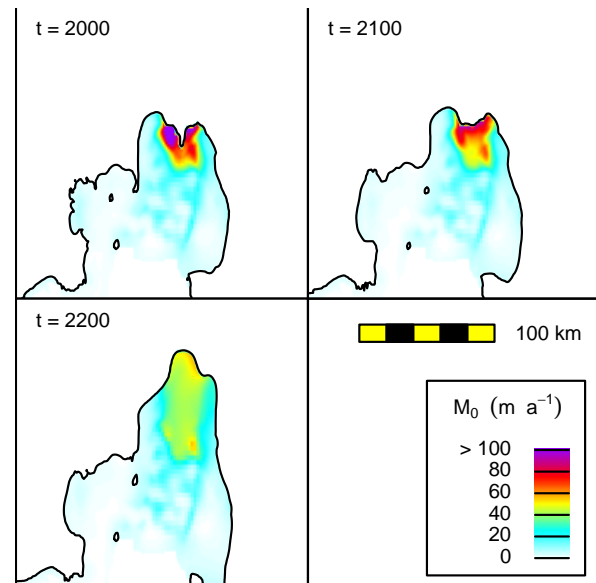 t = 2000
t = 2100
t = 2200
100 km
M₀ (m a⁻¹)
> 100
80
60
40
20
0